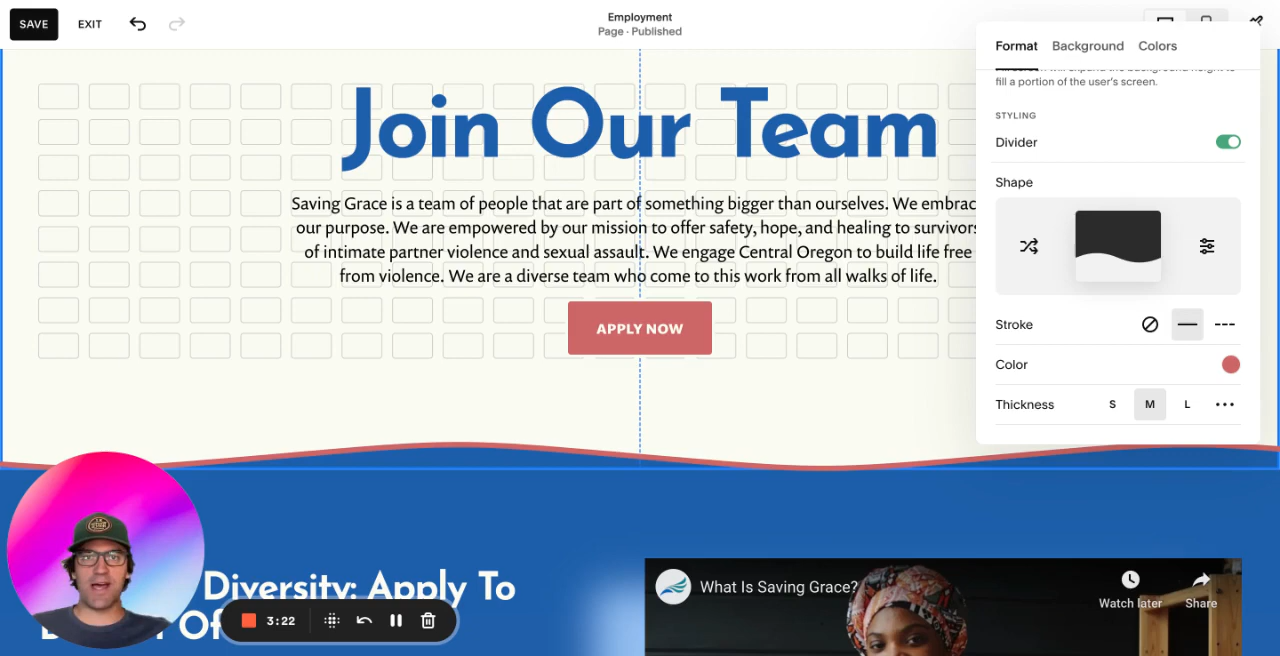 SAVE
EXIT
Employment
Page · Published
Format
Background
Colors
fill a portion of the user's screen.
STYLING
Divider
Shape
Stroke
Color
Thickness
S
M
L
Join Our Team
Saving Grace is a team of people that are part of something bigger than ourselves. We embrac
our purpose. We are empowered by our mission to offer safety, hope, and healing to survivors
of intimate partner violence and sexual assault. We engage Central Oregon to build life free
from violence. We are a diverse team who come to this work from all walks of life.
APPLY NOW
Diversity: Apply To
Of
3:22
What Is Saving Grace?
Watch later
Share